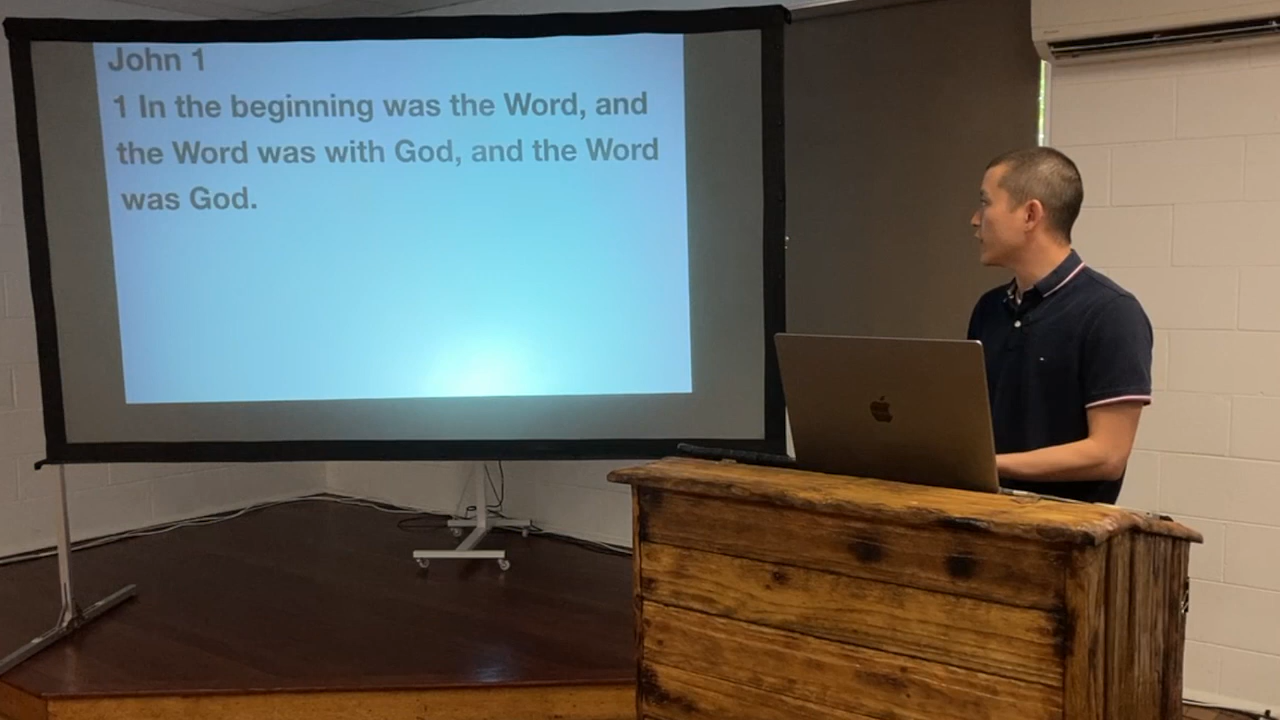 John 1
1 In the beginning was the Word, and
the Word was with God, and the Word
was God.